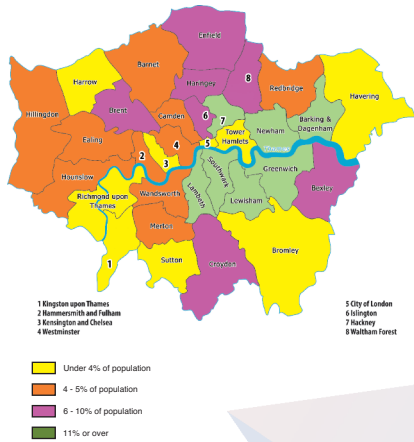 Enfield
Barnet
Harrow
Haringey
8
Redbridge
Havering
Hillingdon
Brent
Camden
6
7
Barking &
Dagenham
Newham
Tower
Hamlets
Ealing
2
3
4
5
Thames
Hounslow
Southwark
Greenwich
Bexley
Richmond upon
Thames
Wandsworth
Lambeth
Lewisham
Merton
1
Sutton
Croydon
Bromley
1 Kingston upon Thames
2 Hammersmith and Fulham
3 Kensington and Chelsea
4 Westminster
5 City of London
6 Islington
7 Hackney
8 Waltham Forest
Under 4% of population
4 - 5% of population
6 - 10% of population
11% or over